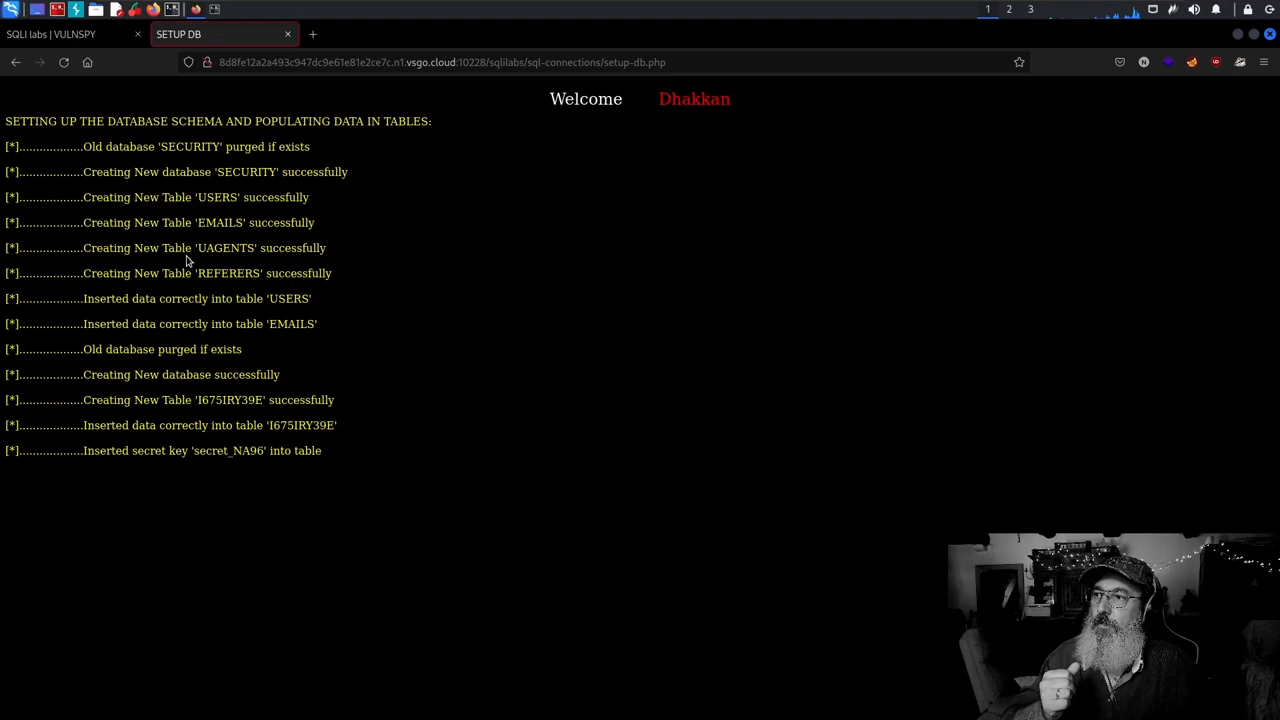 1 2 3
SQLI labs | VULNSPY
SETUP DB
8d8fe12a2a493c947dc9e61e81e2ce7c.n1.vsgo.cloud:10228/sqlilabs/sql-connections/setup-db.php
Welcome Dhakkan
SETTING UP THE DATABASE SCHEMA AND POPULATING DATA IN TABLES:
[*]...................Old database 'SECURITY' purged if exists
[*]...................Creating New database 'SECURITY' successfully
[*]...................Creating New Table 'USERS' successfully
[*]...................Creating New Table 'EMAILS' successfully
[*]...................Creating New Table 'UAGENTS' successfully
[*]...................Creating New Table 'REFERERS' successfully
[*]...................Inserted data correctly into table 'USERS'
[*]...................Inserted data correctly into table 'EMAILS'
[*]...................Old database purged if exists
[*]...................Creating New database successfully
[*]...................Creating New Table 'I675IRY39E' successfully
[*]...................Inserted data correctly into table 'I675IRY39E'
[*]...................Inserted secret key 'secret_NA96' into table